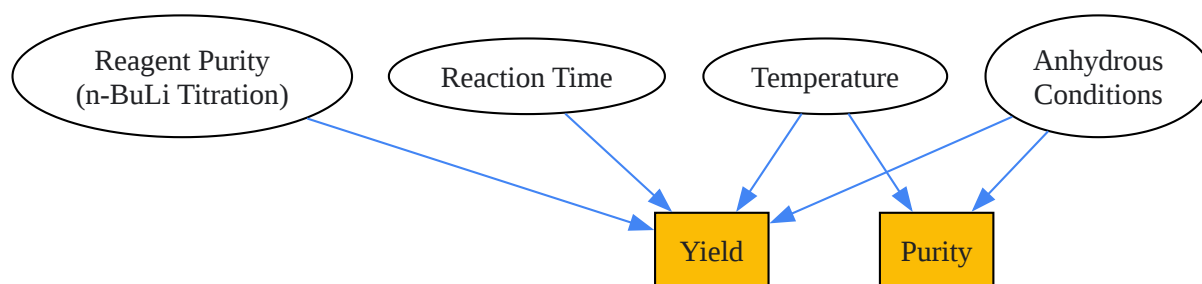 Reagent Purity
(n-BuLi Titration)
Reaction Time
Temperature
Anhydrous
Conditions
Yield
Purity